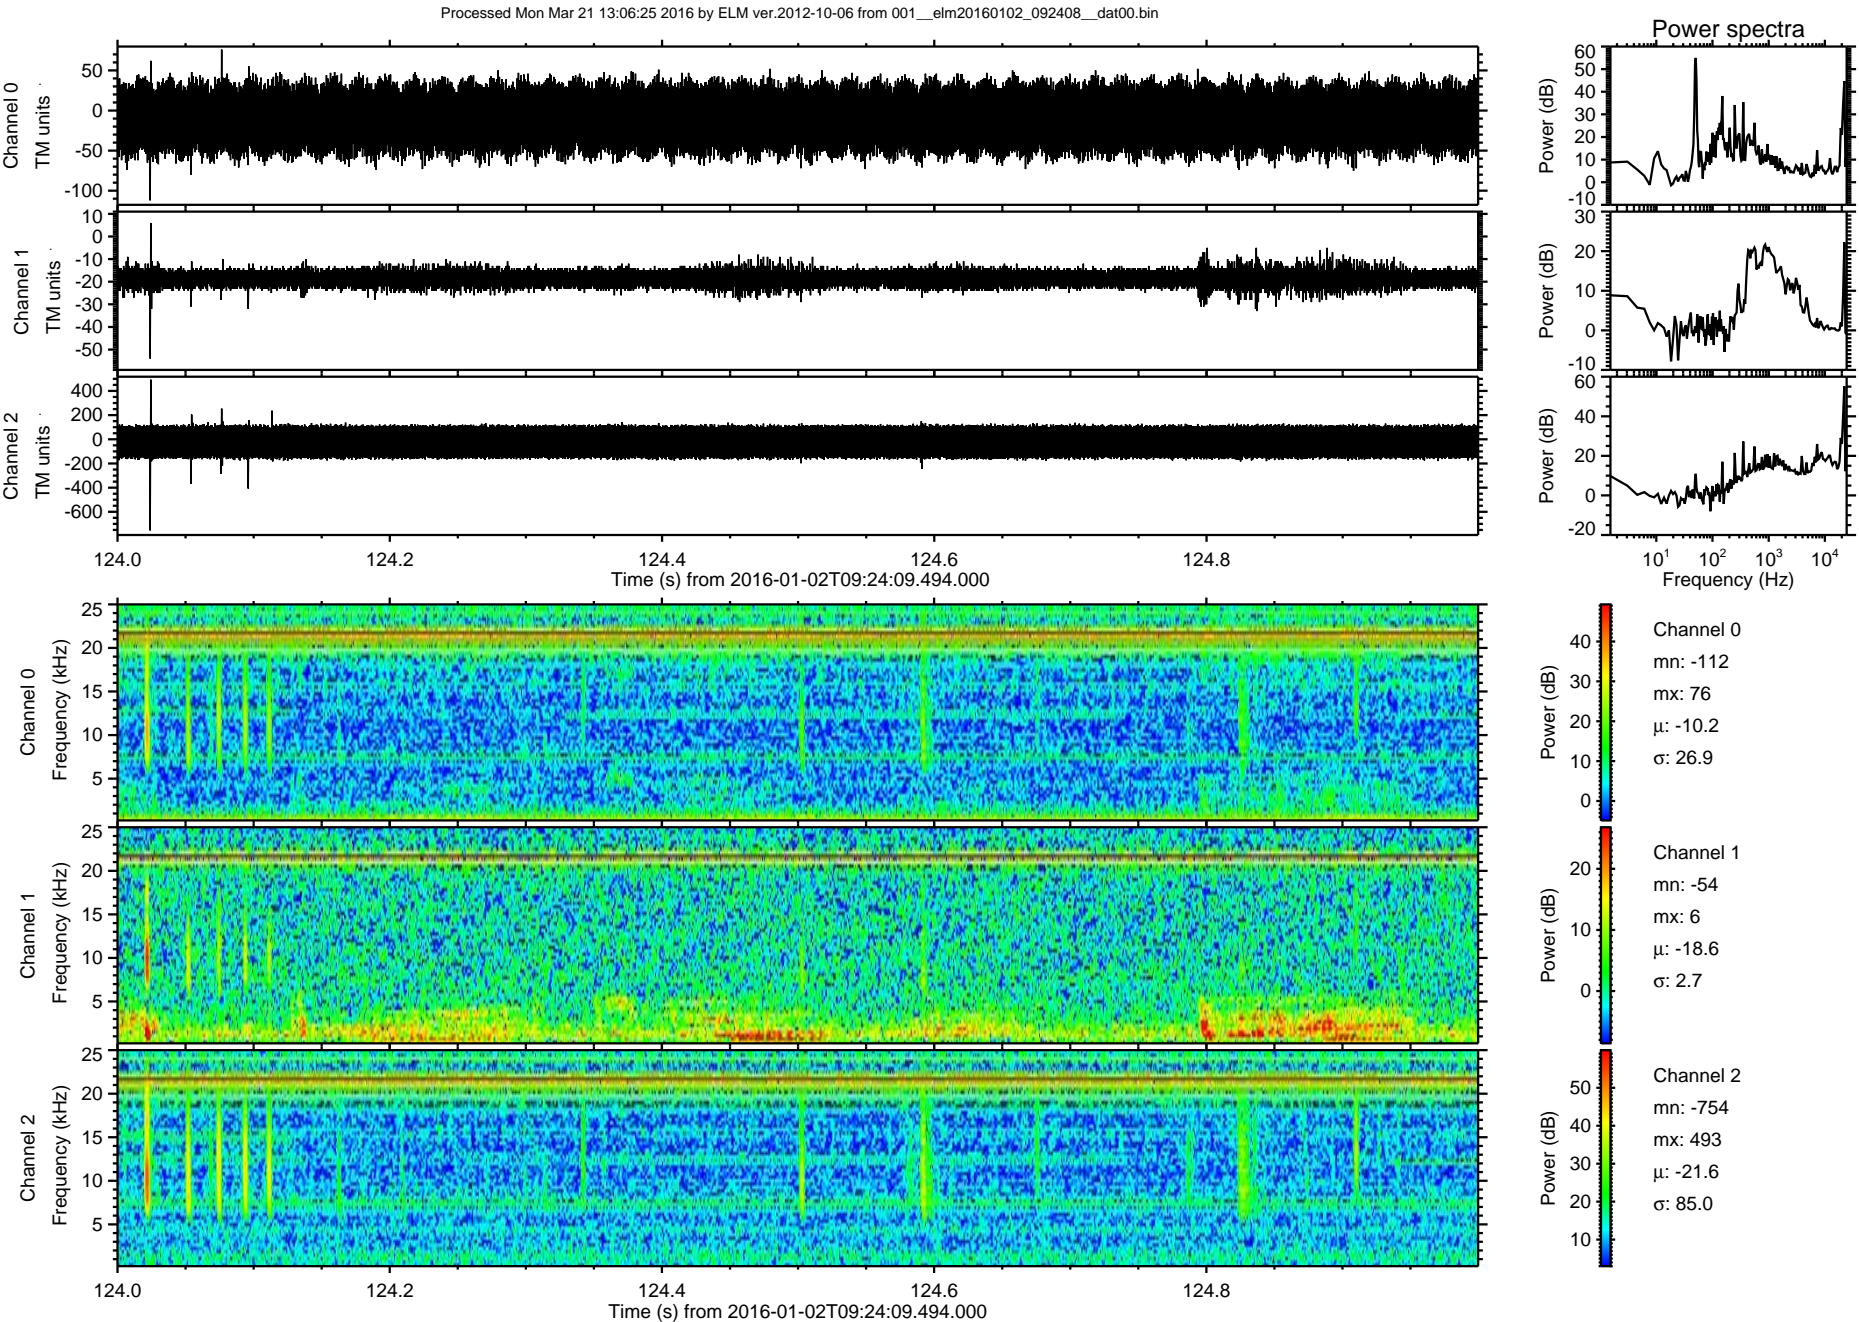 Processed Mon Mar 21 13:06:25 2016 by ELM ver.2012-10-06 from 001__elm20160102_092408__dat00.bin
Power spectra
Channel 0
TM units
50
0
-50
-100
Power (dB)
60
50
40
30
20
10
0
-10
Channel 1
TM units
10
0
-10
-20
-30
-40
-50
Power (dB)
30
20
10
0
-10
Channel 2
TM units
400
200
0
-200
-400
-600
Power (dB)
60
40
20
0
-20
124.0 124.2 124.4 124.6 124.8
Time (s) from 2016-01-02T09:24:09.494.000
10¹ 10² 10³ 10⁴
Frequency (Hz)
Channel 0
Frequency (kHz)
25
20
15
10
5
Power (dB)
40
30
20
10
0
Channel 0
mn: -112
mx: 76
μ: -10.2
σ: 26.9
Channel 1
Frequency (kHz)
25
20
15
10
5
Power (dB)
20
10
0
Channel 1
mn: -54
mx: 6
μ: -18.6
σ: 2.7
Channel 2
Frequency (kHz)
25
20
15
10
5
Power (dB)
50
40
30
20
10
Channel 2
mn: -754
mx: 493
μ: -21.6
σ: 85.0
124.0 124.2 124.4 124.6 124.8
Time (s) from 2016-01-02T09:24:09.494.000